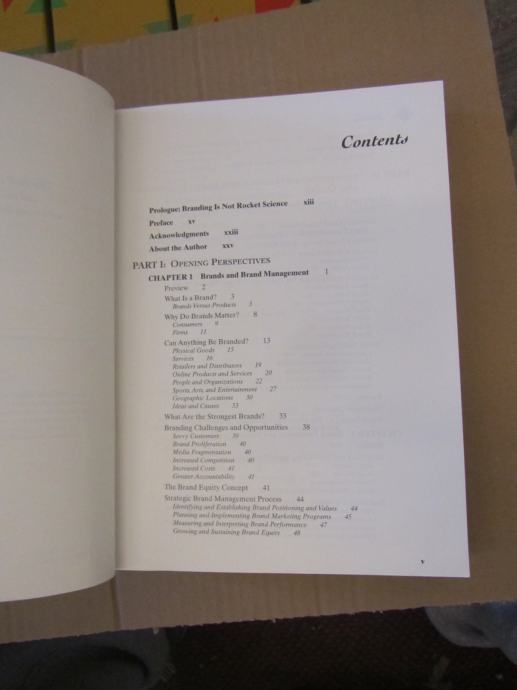 Contents
Prologue: Branding Is Not Rocket Science xiii
Preface xv
Acknowledgments xxiii
About the Author xxv
PART I: OPENING PERSPECTIVES
CHAPTER 1 Brands and Brand Management 1
Preview 2
What Is a Brand? 3
Brands Versus Products 3
Why Do Brands Matter? 8
Consumers 9
Firms 11
Can Anything Be Branded? 13
Physical Goods 15
Services 16
Retailers and Distributors 19
Online Products and Services 20
People and Organizations 22
Sports, Arts, and Entertainment 27
Geographic Locations 30
Ideas and Causes 33
What Are the Strongest Brands? 33
Branding Challenges and Opportunities 38
Savvy Customers 39
Brand Proliferation 40
Media Fragmentation 40
Increased Competition 40
Increased Costs 41
Greater Accountability 41
The Brand Equity Concept 41
Strategic Brand Management Process 44
Identifying and Establishing Brand Positioning and Values 44
Planning and Implementing Brand Marketing Programs 45
Measuring and Interpreting Brand Performance 47
Growing and Sustaining Brand Equity 48
v